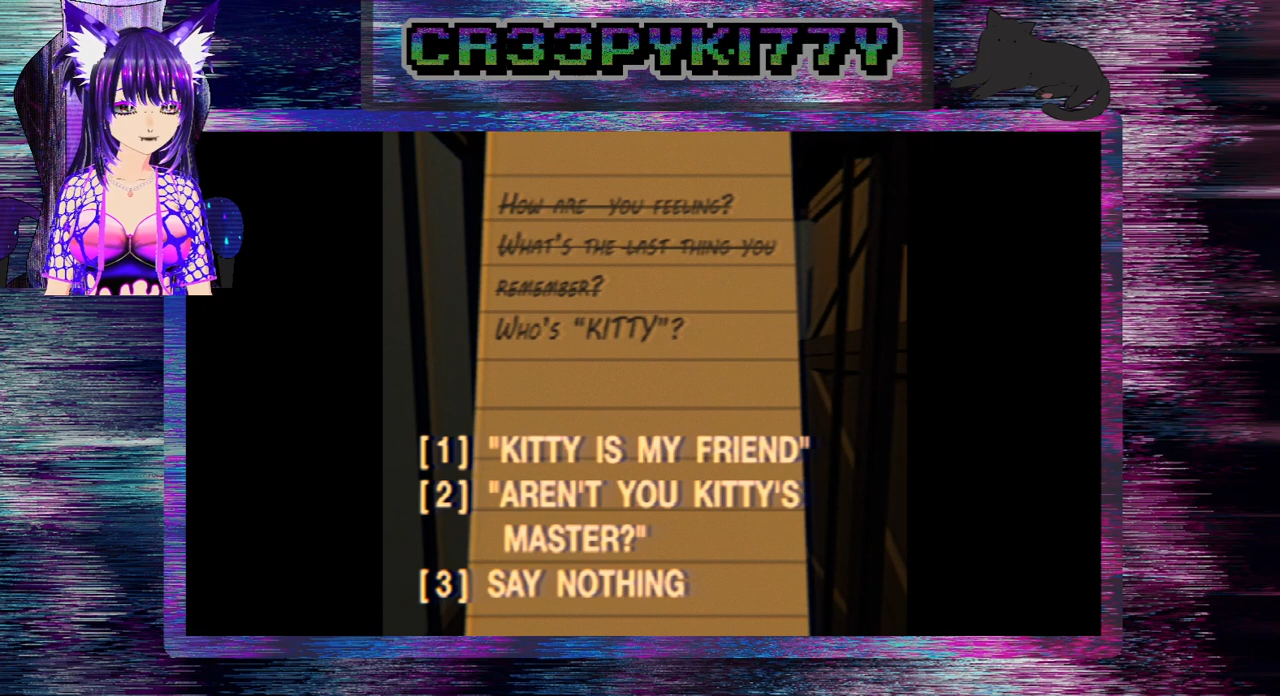 CR33PYKI77Y
How are you feeling?
What's the last thing you
remember?
Who's "KITTY"?
[1] "KITTY IS MY FRIEND"
[2] "AREN'T YOU KITTY'S
MASTER?"
[3] SAY NOTHING